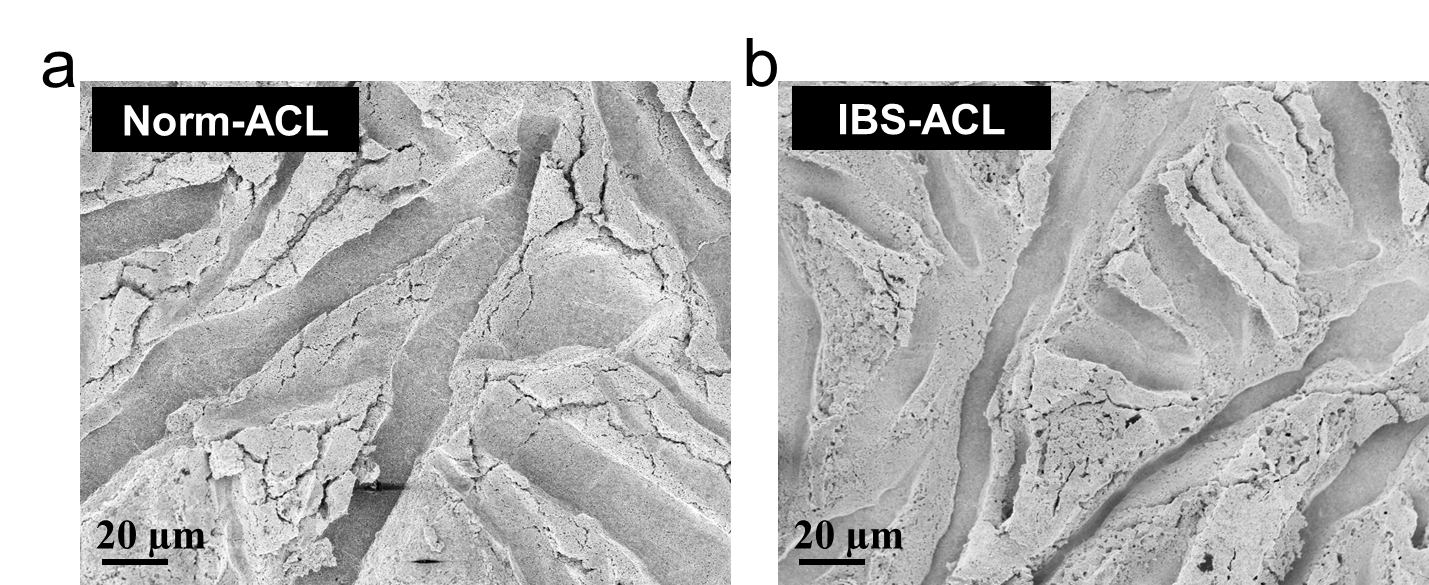 a
Norm-ACL
20 μm
b
IBS-ACL
20 μm